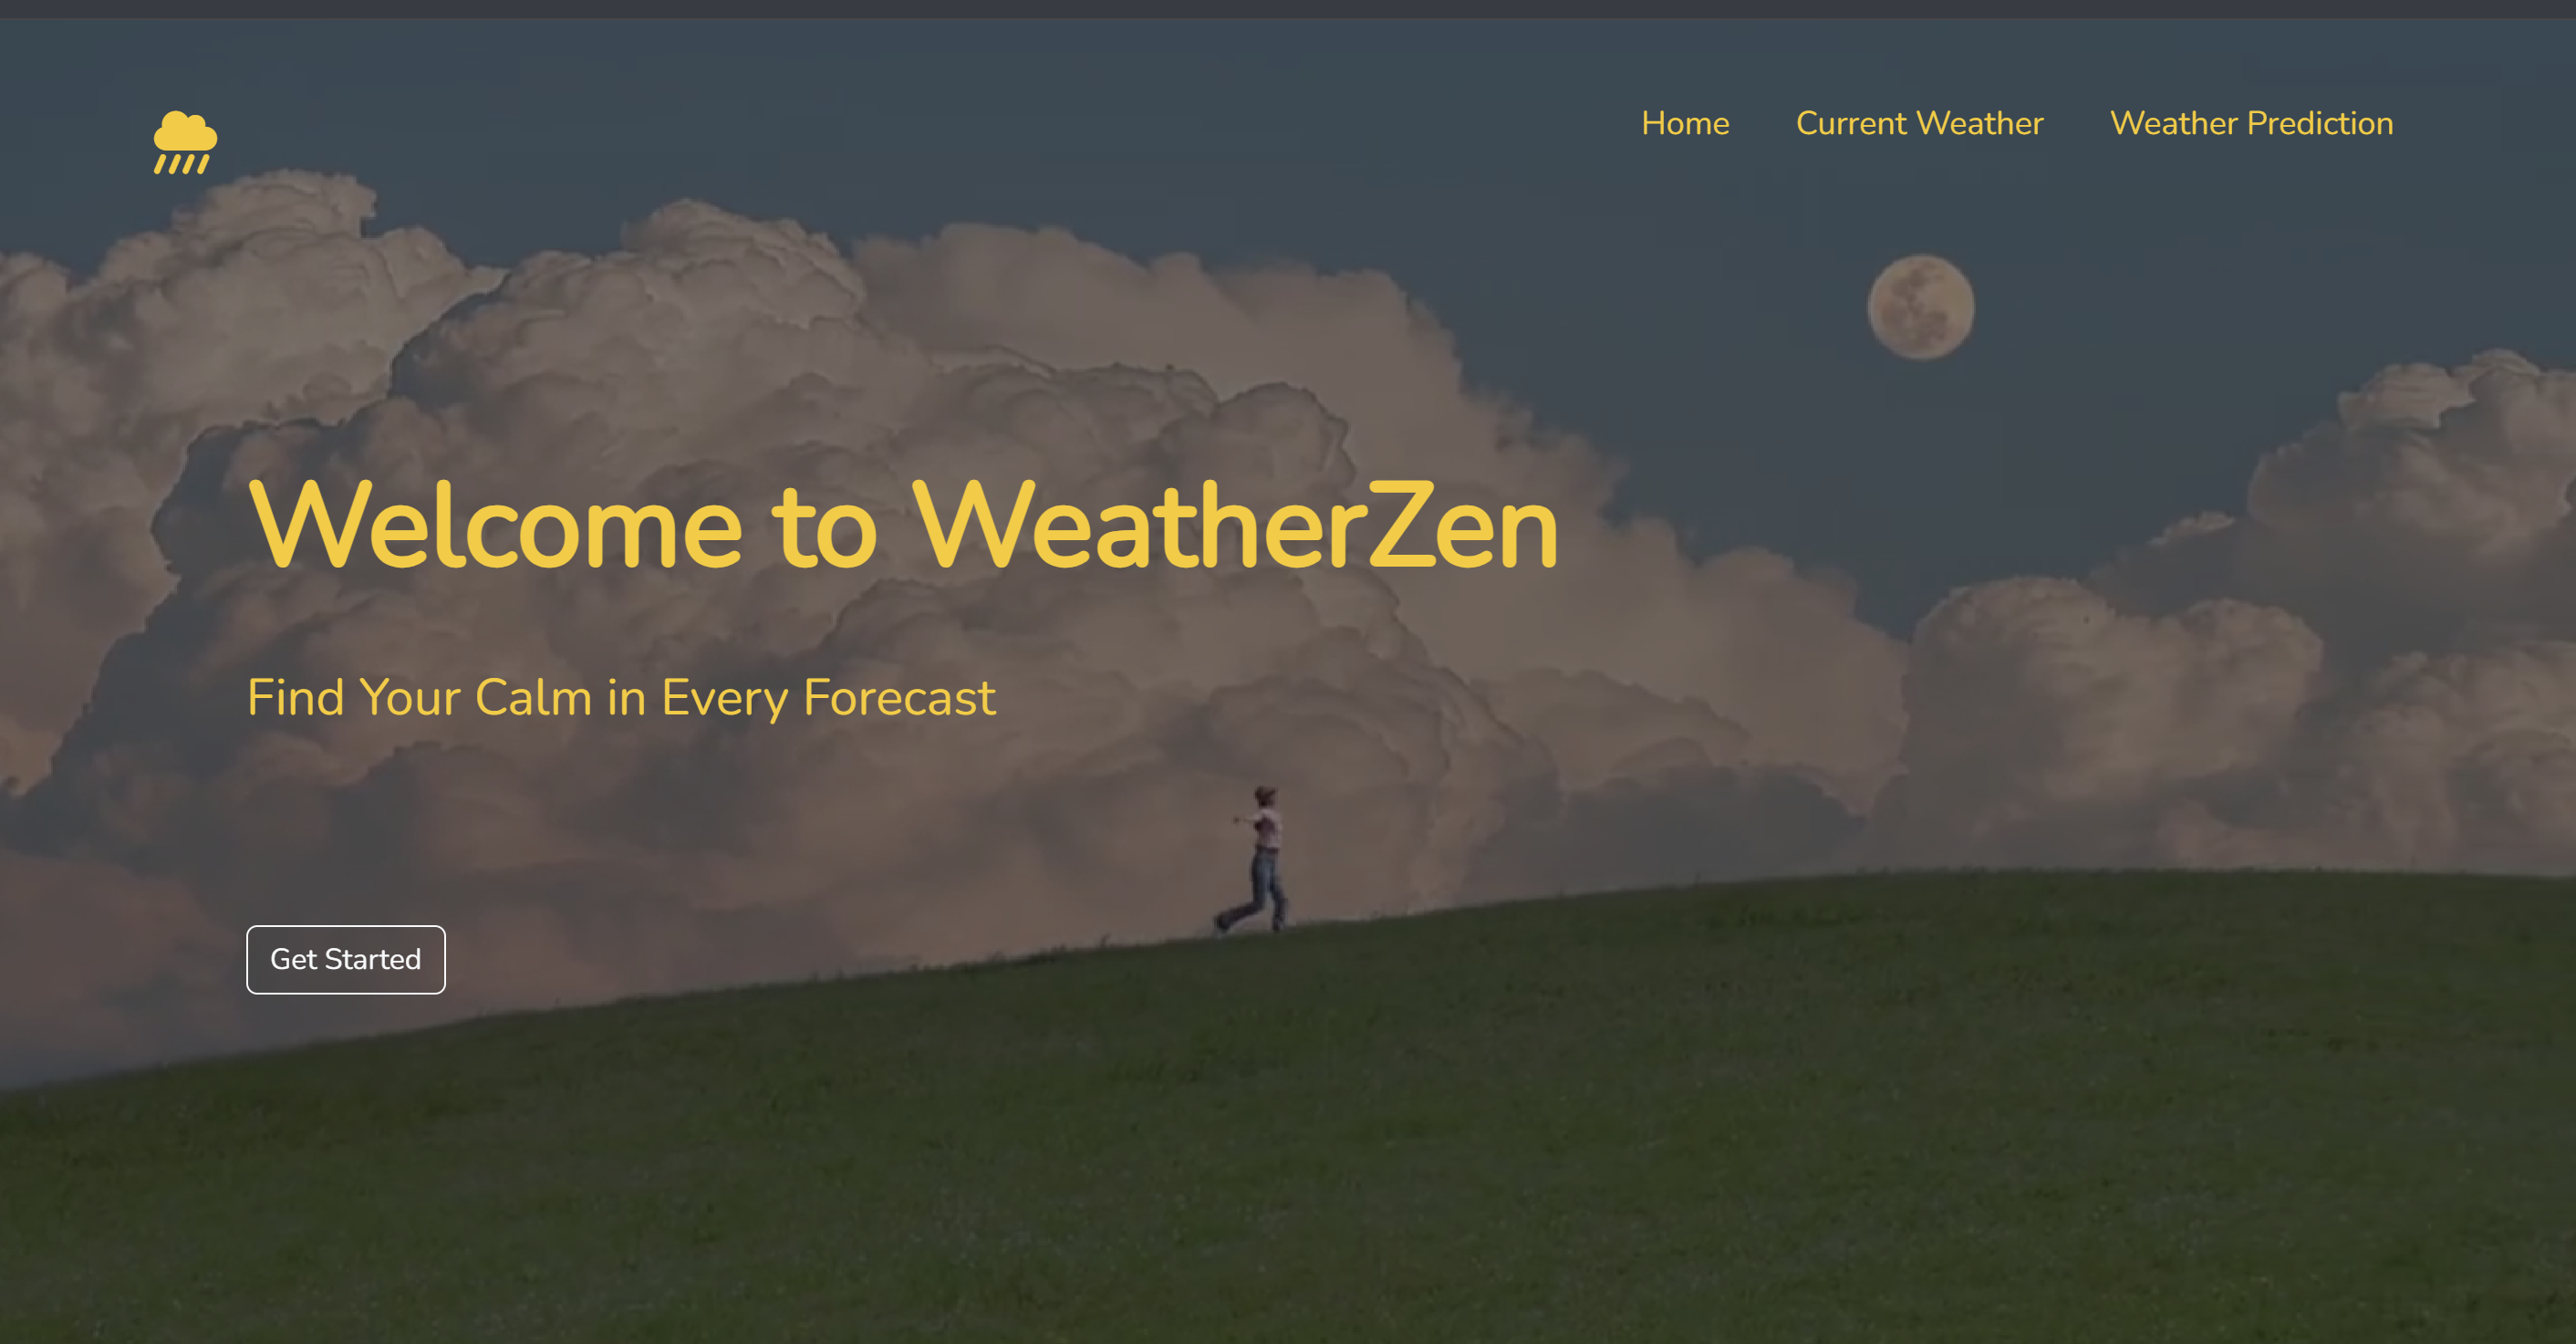 Home Current Weather Weather Prediction
Welcome to WeatherZen
Find Your Calm in Every Forecast
Get Started